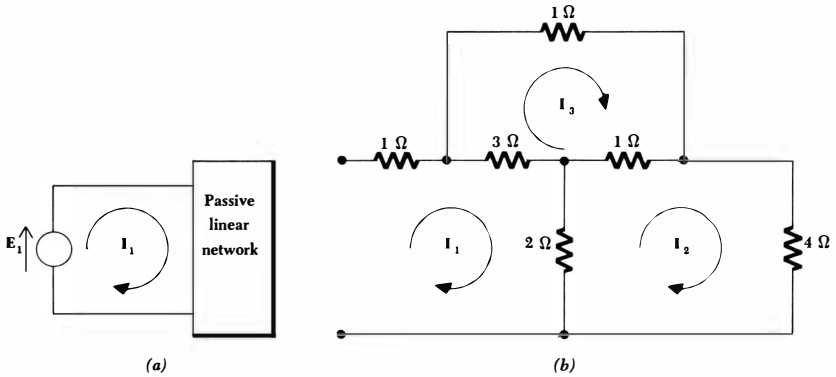 1 Ω
I₃
1 Ω
3 Ω
1 Ω
Passive
linear
network
E₁
I₁
I₁
2 Ω
I₂
4 Ω
(a)
(b)